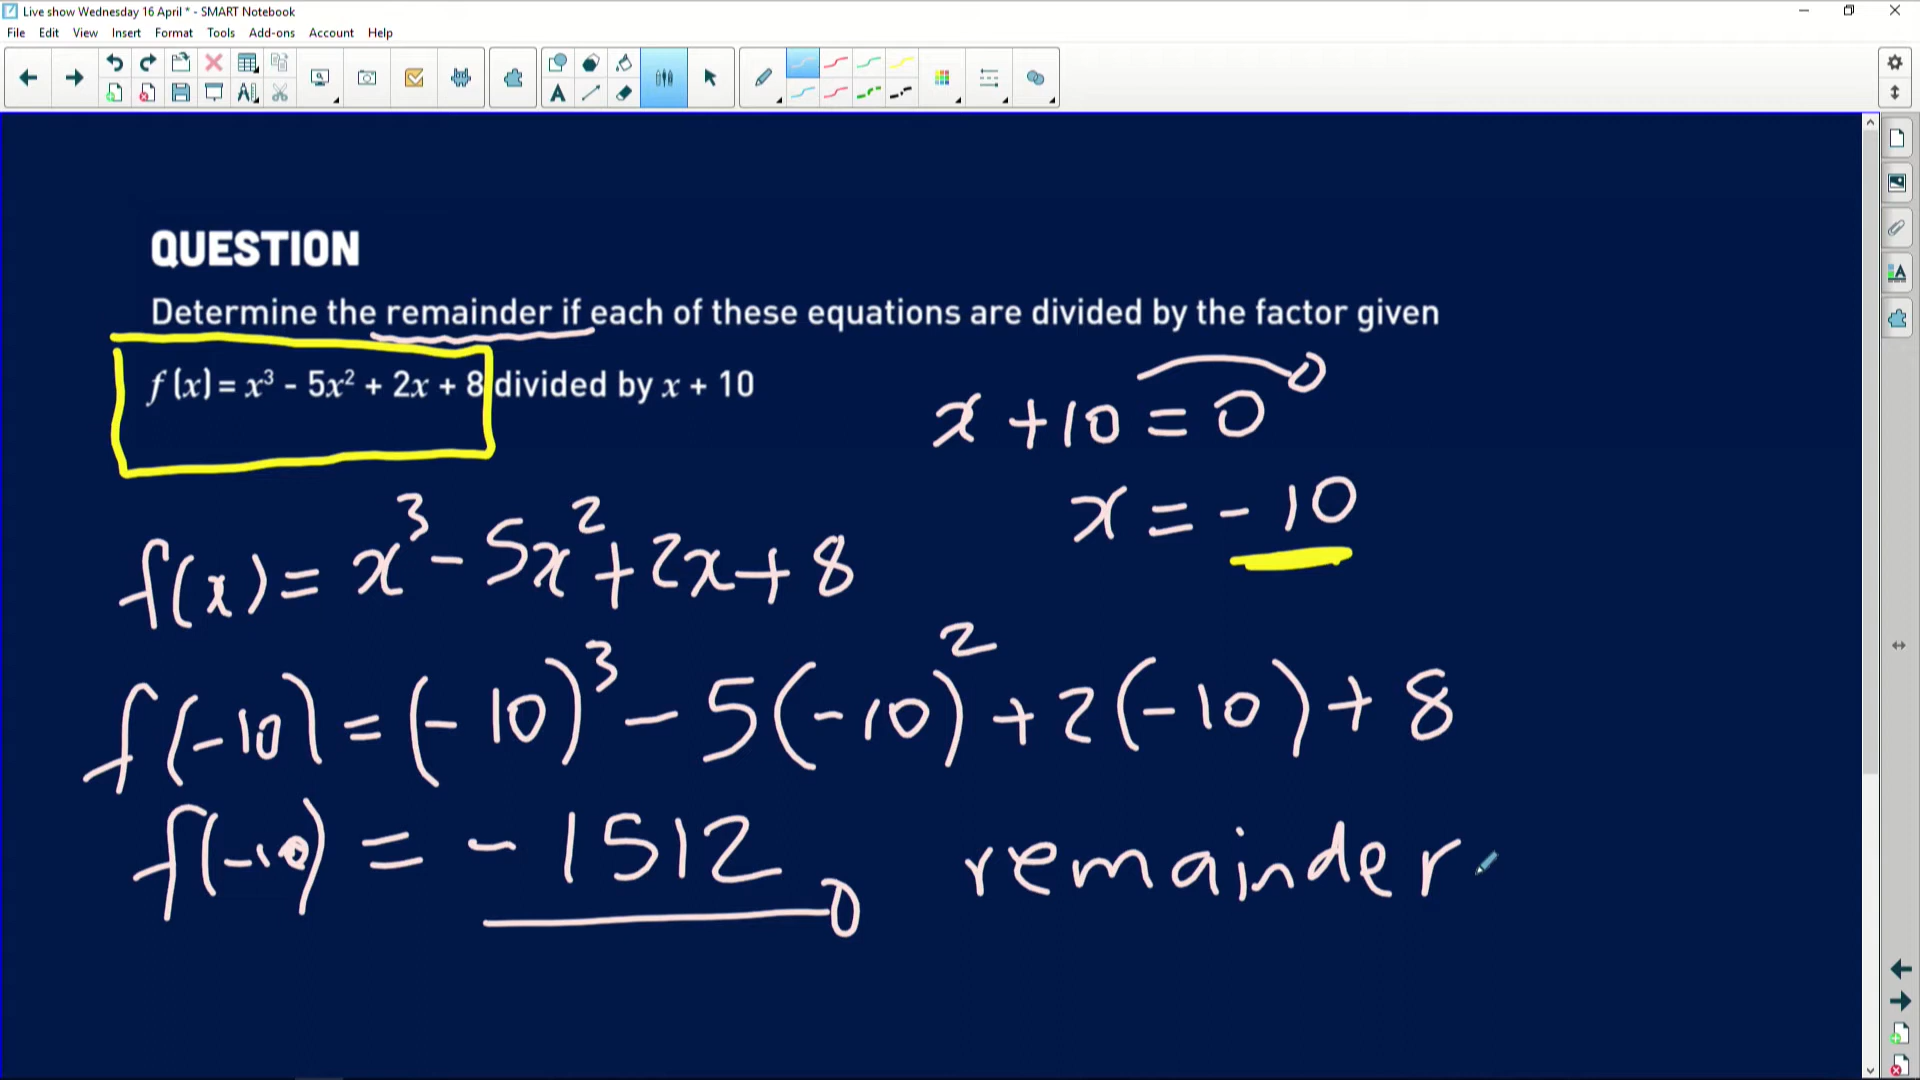 Live show Wednesday 16 April * - SMART Notebook
File Edit View Insert Format Tools Add-ons Account Help
QUESTION
Determine the remainder if each of these equations are divided by the factor given
f (x) = x³ - 5x² + 2x + 8 divided by x + 10
x + 10 = 0
x = - 10
f(x) = x³ - 5x² + 2x + 8
f(-10) = (-10)³ - 5(-10)² + 2(-10) + 8
f(-10) = - 1512 remainder